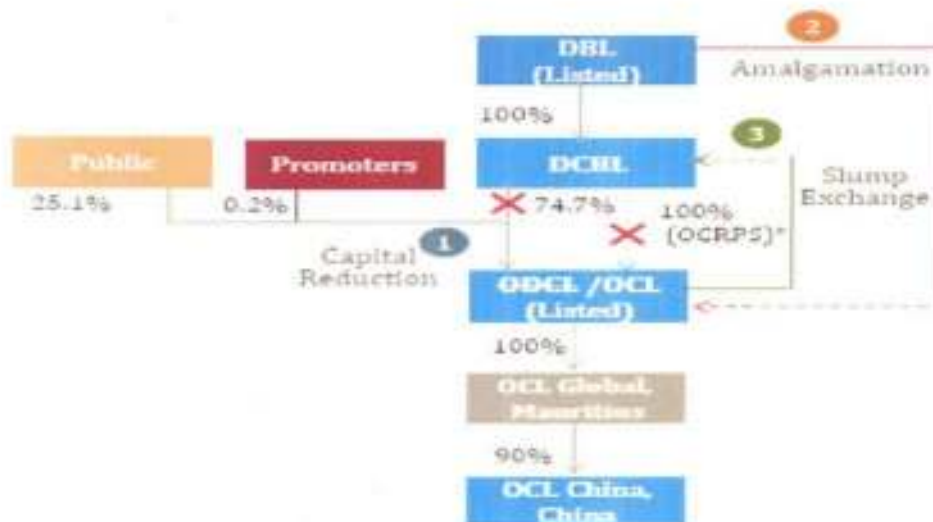 2
DBL
(Listed)
Amalgamation
100%
3
Public
Promoters
DCBL
Slump
Exchange
25.1%
0.2%
74.7%
100%
(OCRPS)*
1
Capital
Reduction
ODCL /OCL
(Listed)
100%
OCL Global,
Mauritius
90%
OCL China,
China